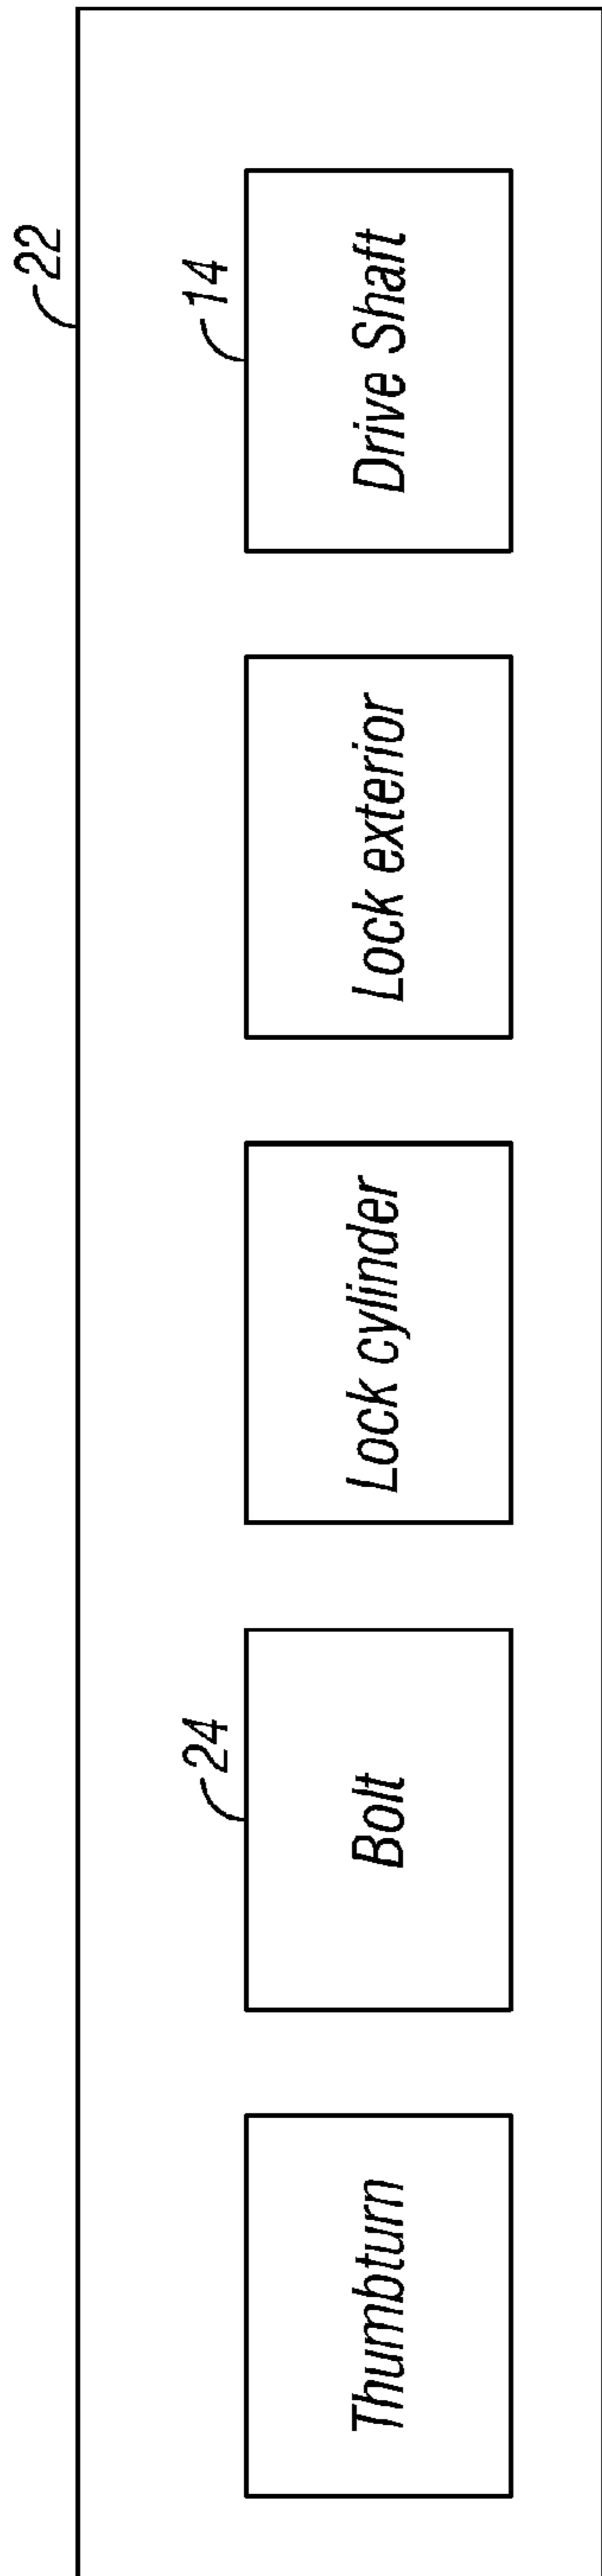 22
24
14
Thumbturn
Bolt
Lock cylinder
Lock exterior
Drive Shaft